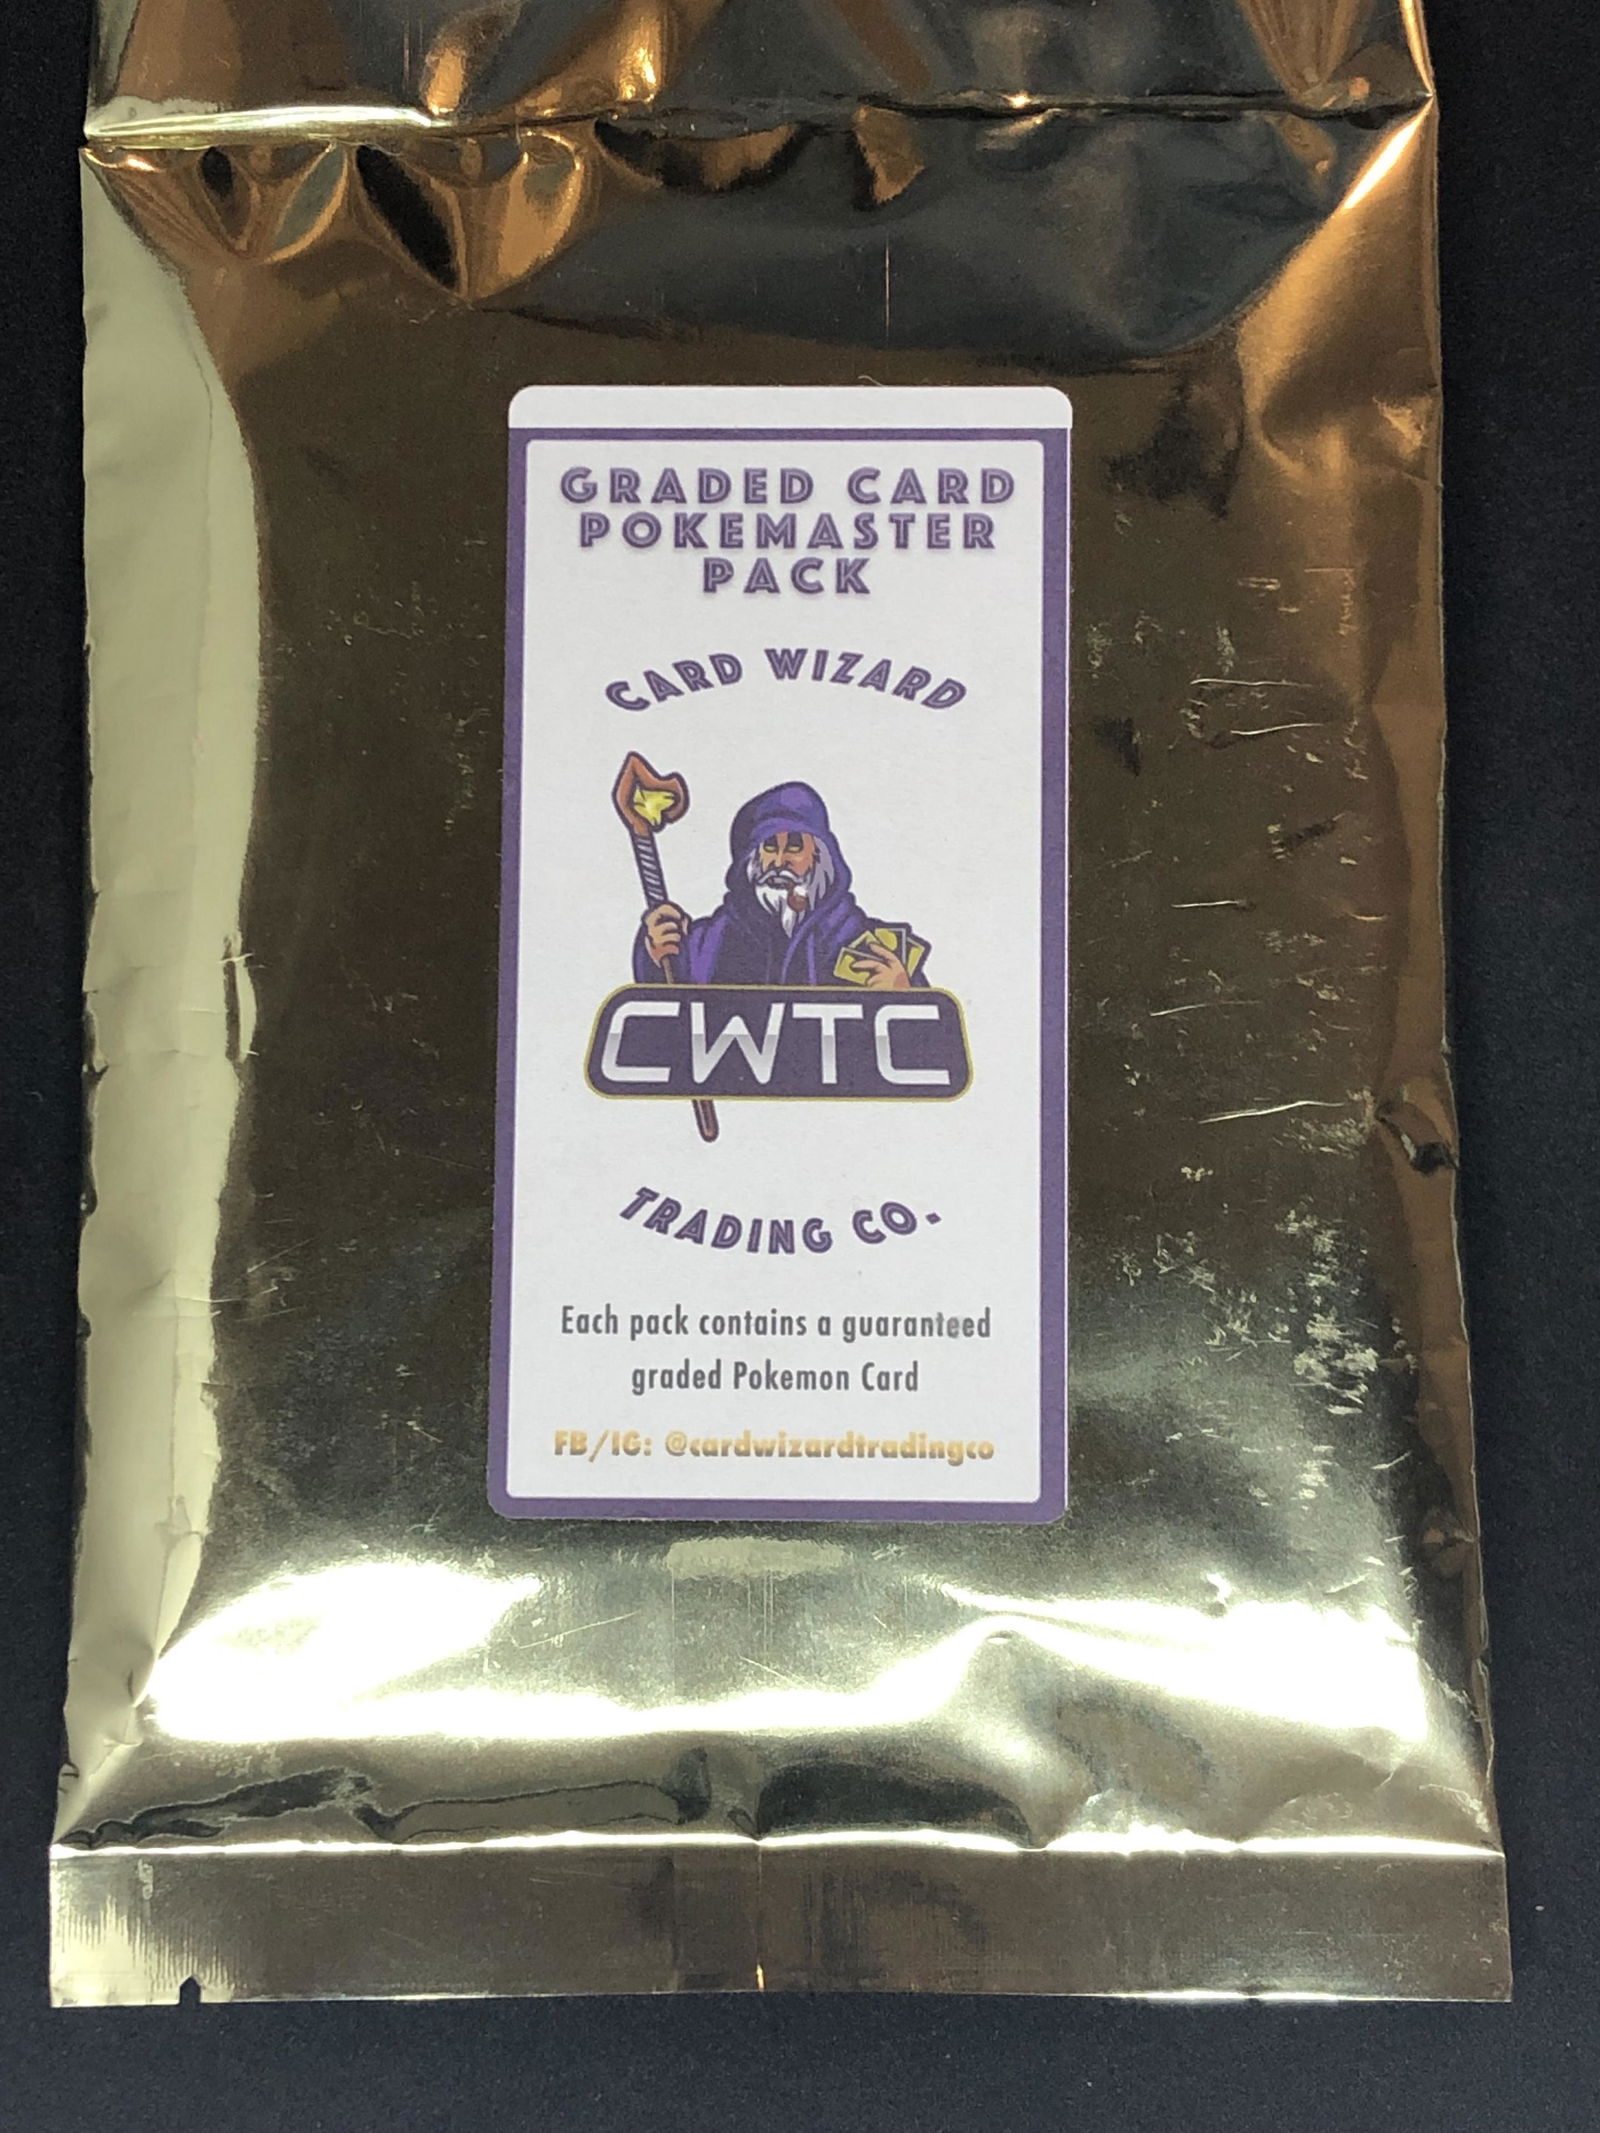 GRADED CARD
POKEMASTER
PACK
CARD WIZARD
CWTC
TRADING CO.
Each pack contains a guaranteed
graded Pokemon Card
FB/IG: @cardwizardtradingco